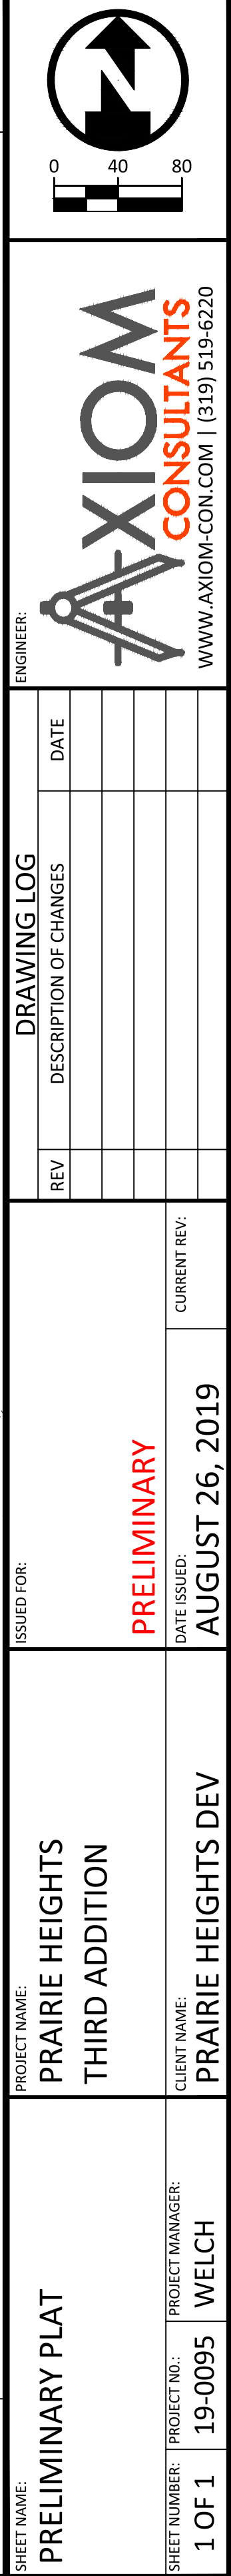 SHEET NAME:
PRELIMINARY PLAT
SHEET NUMBER:
1 OF 1
PROJECT NO.:
19-0095
PROJECT MANAGER:
WELCH
PROJECT NAME:
PRAIRIE HEIGHTS
THIRD ADDITION
CLIENT NAME:
PRAIRIE HEIGHTS DEV
ISSUED FOR:
PRELIMINARY
DATE ISSUED:
AUGUST 26, 2019
CURRENT REV:
DRAWING LOG
REV DESCRIPTION OF CHANGES DATE
ENGINEER:
AXIOM
CONSULTANTS
WWW.AXIOM-CON.COM | (319) 519-6220
0 40 80
N